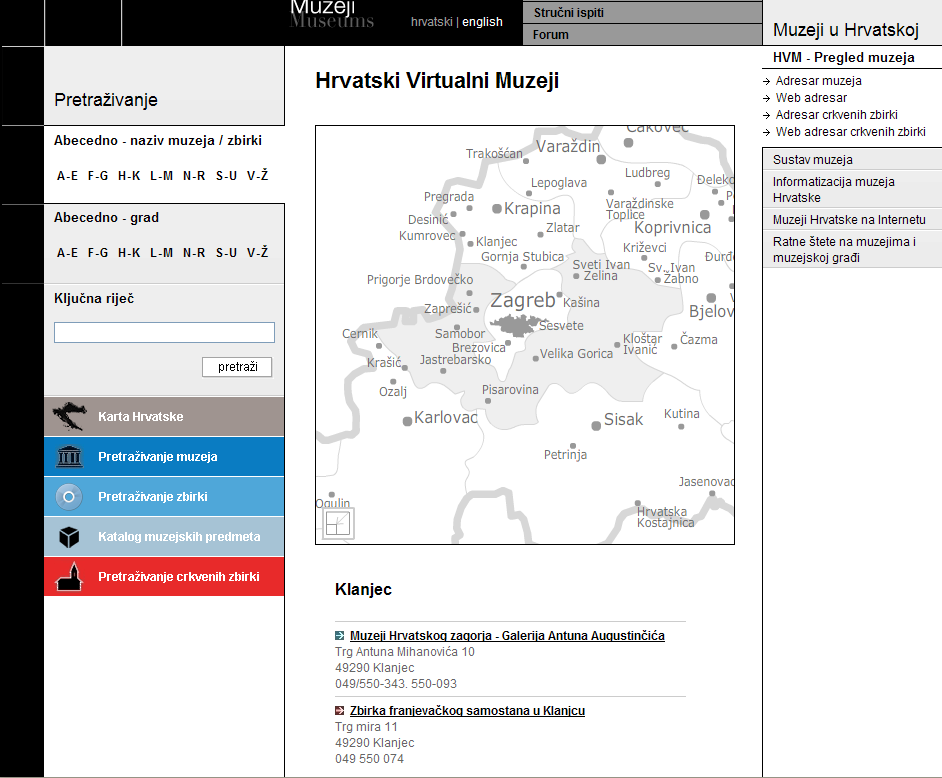 Muzeji
Museums
hrvatski | english
Stručni ispiti
Forum
Muzeji u Hrvatskoj
HVM - Pregled muzeja
Adresar muzeja
Web adresar
Adresar crkvenih zbirki
Web adresar crkvenih zbirki
Sustav muzeja
Informatizacija muzeja
Hrvatske
Muzeji Hrvatske na Internetu
Ratne štete na muzejima i
muzejskoj građi
Pretraživanje
Abecedno - naziv muzeja / zbirki
A-E F-G H-K L-M N-R S-U V-Ž
Abecedno - grad
A-E F-G H-K L-M N-R S-U V-Ž
Ključna riječ
pretraži
Karta Hrvatske
Pretraživanje muzeja
Pretraživanje zbirki
Katalog muzejskih predmeta
Pretraživanje crkvenih zbirki
Hrvatski Virtualni Muzeji
Čakovec
Trakošćan
Varaždin
Lepoglava
Ludbreg
Đeleko
Pregrada
Krapina
Varaždinske
Toplice
Desinić
Kumrovec
Klanjec
Zlatar
Koprivnica
Gornja Stubica
Križevci
Đurđe
Sveti Ivan
Zelina
Sv. Ivan
Žabno
Prigorje Brdovečko
Zagreb
Kašina
Zaprešić
Bjelov
Sesvete
Cernik
Samobor
Brezovica
Kloštar
Ivanić
Čazma
Krašić
Jastrebarsko
Velika Gorica
Ozalj
Pisarovina
Karlovac
Sisak
Kutina
Petrinja
Jasenovac
Ogulin
Hrvatska
Kostajnica
Klanjec
Muzeji Hrvatskog zagorja - Galerija Antuna Augustinčića
Trg Antuna Mihanovića 10
49290 Klanjec
049/550-343. 550-093
Zbirka franjevačkog samostana u Klanjcu
Trg mira 11
49290 Klanjec
049 550 074